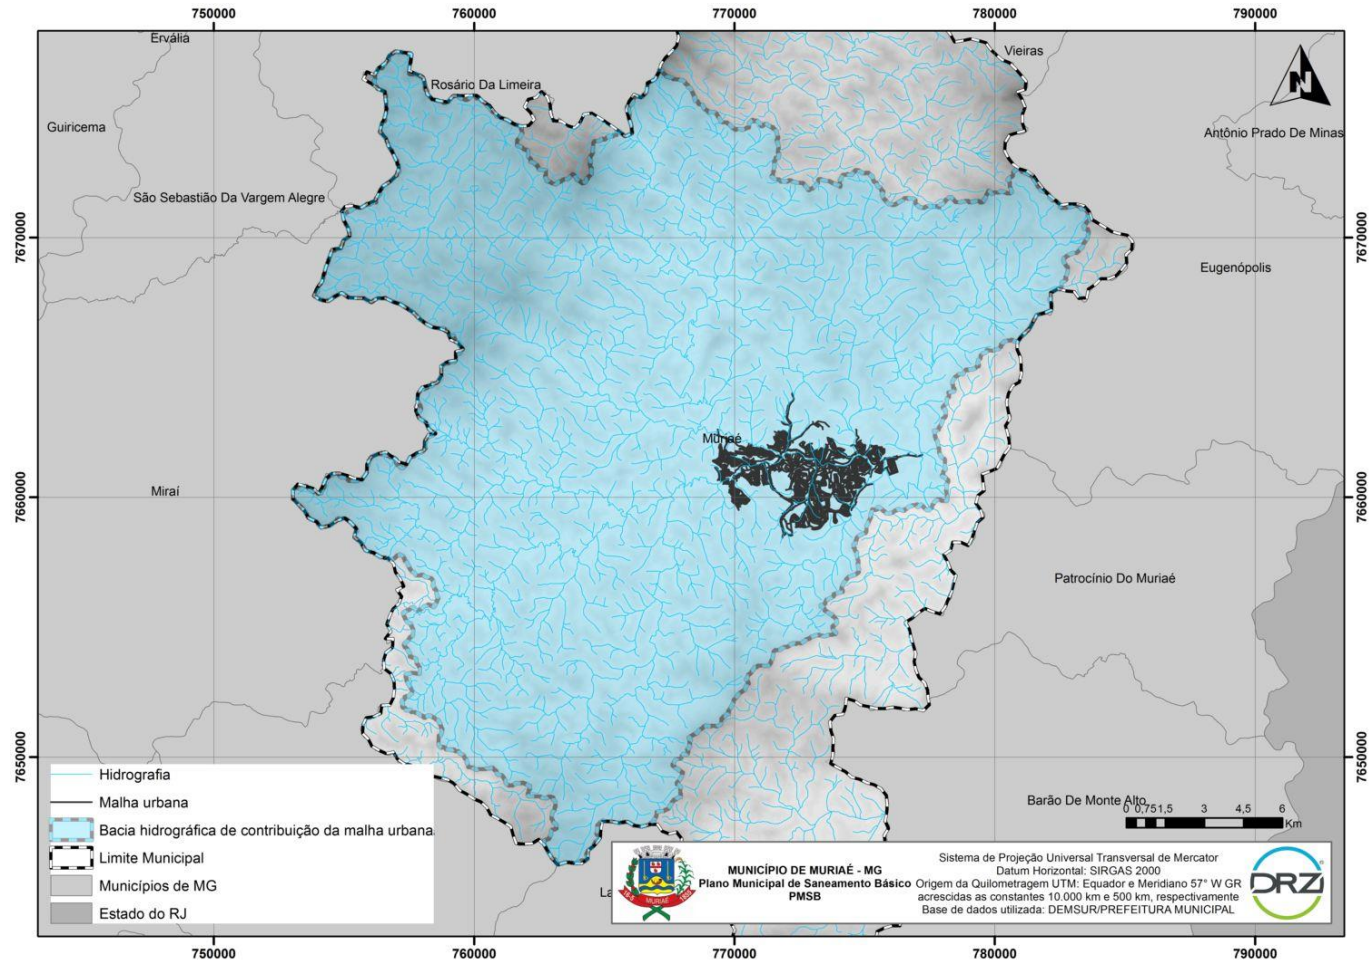 750000
760000
770000
780000
790000
Erváliá
Vieiras
Rosário Da Limeira
N
Guiricema
Antônio Prado De Minas
São Sebastião Da Vargem Alegre
7670000
7670000
Eugenópolis
Muriaé
Miraí
7660000
7660000
Patrocínio Do Muriaé
7650000
7650000
Hidrografia
Malha urbana
Bacia hidrográfica de contribuição da malha urbana
Limite Municipal
Municípios de MG
Estado do RJ
Barão De Monte Alto
0 0,75 1,5 3 4,5 6
Km
La
MURIAÉ
MUNICÍPIO DE MURIAÉ - MG
Plano Municipal de Saneamento Básico
PMSB
Sistema de Projeção Universal Transversal de Mercator
Datum Horizontal: SIRGAS 2000
Origem da Quilometragem UTM: Equador e Meridiano 57° W GR
acrescidas as constantes 10.000 km e 500 km, respectivamente
Base de dados utilizada: DEMSUR/PREFEITURA MUNICIPAL
DRZ
750000
760000
770000
780000
790000